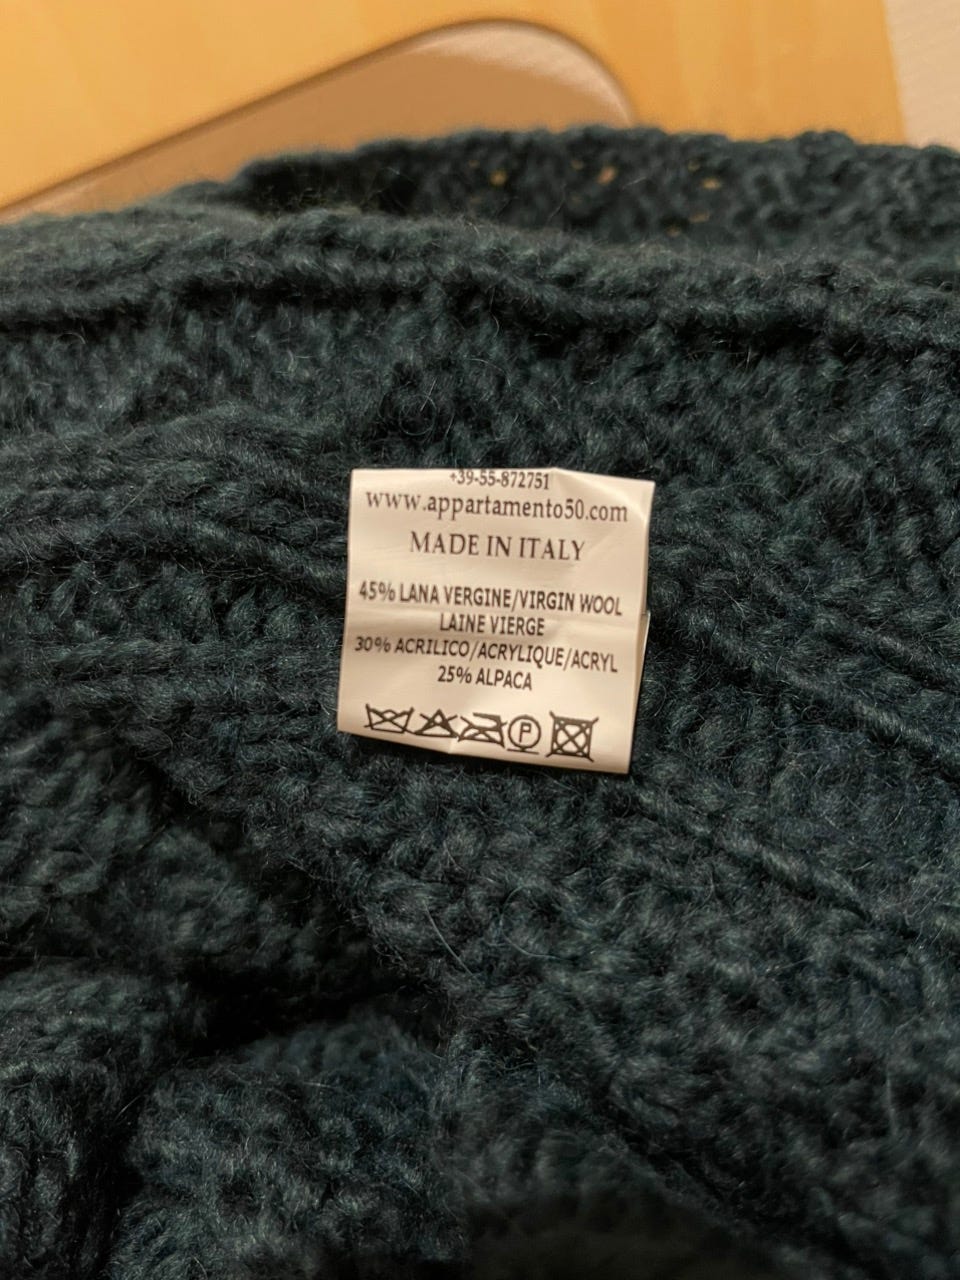 +39-55-872751
www.appartamento50.com
MADE IN ITALY
45% LANA VERGINE/VIRGIN WOOL
LAINE VIERGE
30% ACRILICO/ACRYLIQUE/ACRYL
25% ALPACA
P